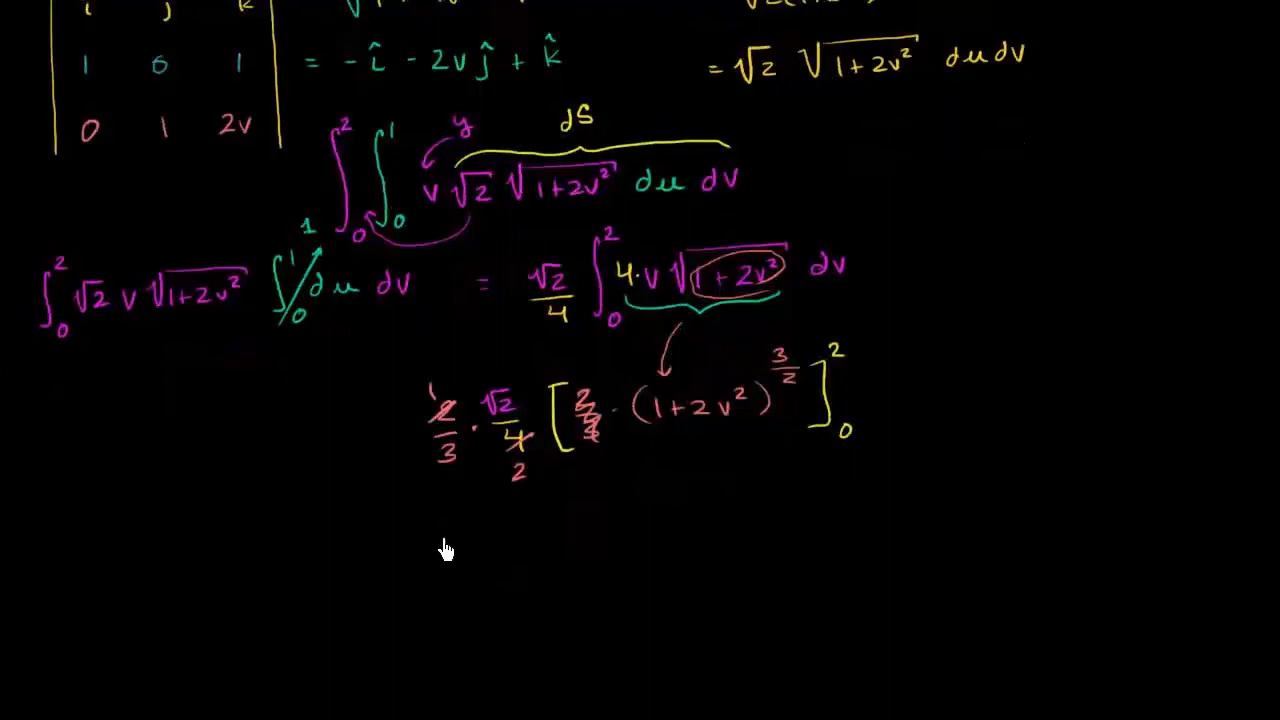 1 0 1 = -î - 2v ĵ + k̂ = √2 √(1+2v²) du dv
0 1 2v
∫₀² ∫₀¹ v √2 √(1+2v²) du dv
y dS
∫₀² √2 v √(1+2v²) ∫₀¹ du dv = √2/4 ∫₀² 4·v √(1+2v²) dv
1
1 2/3 · √2/4 [ · (1+2v²)^(3/2) ]₀²
2